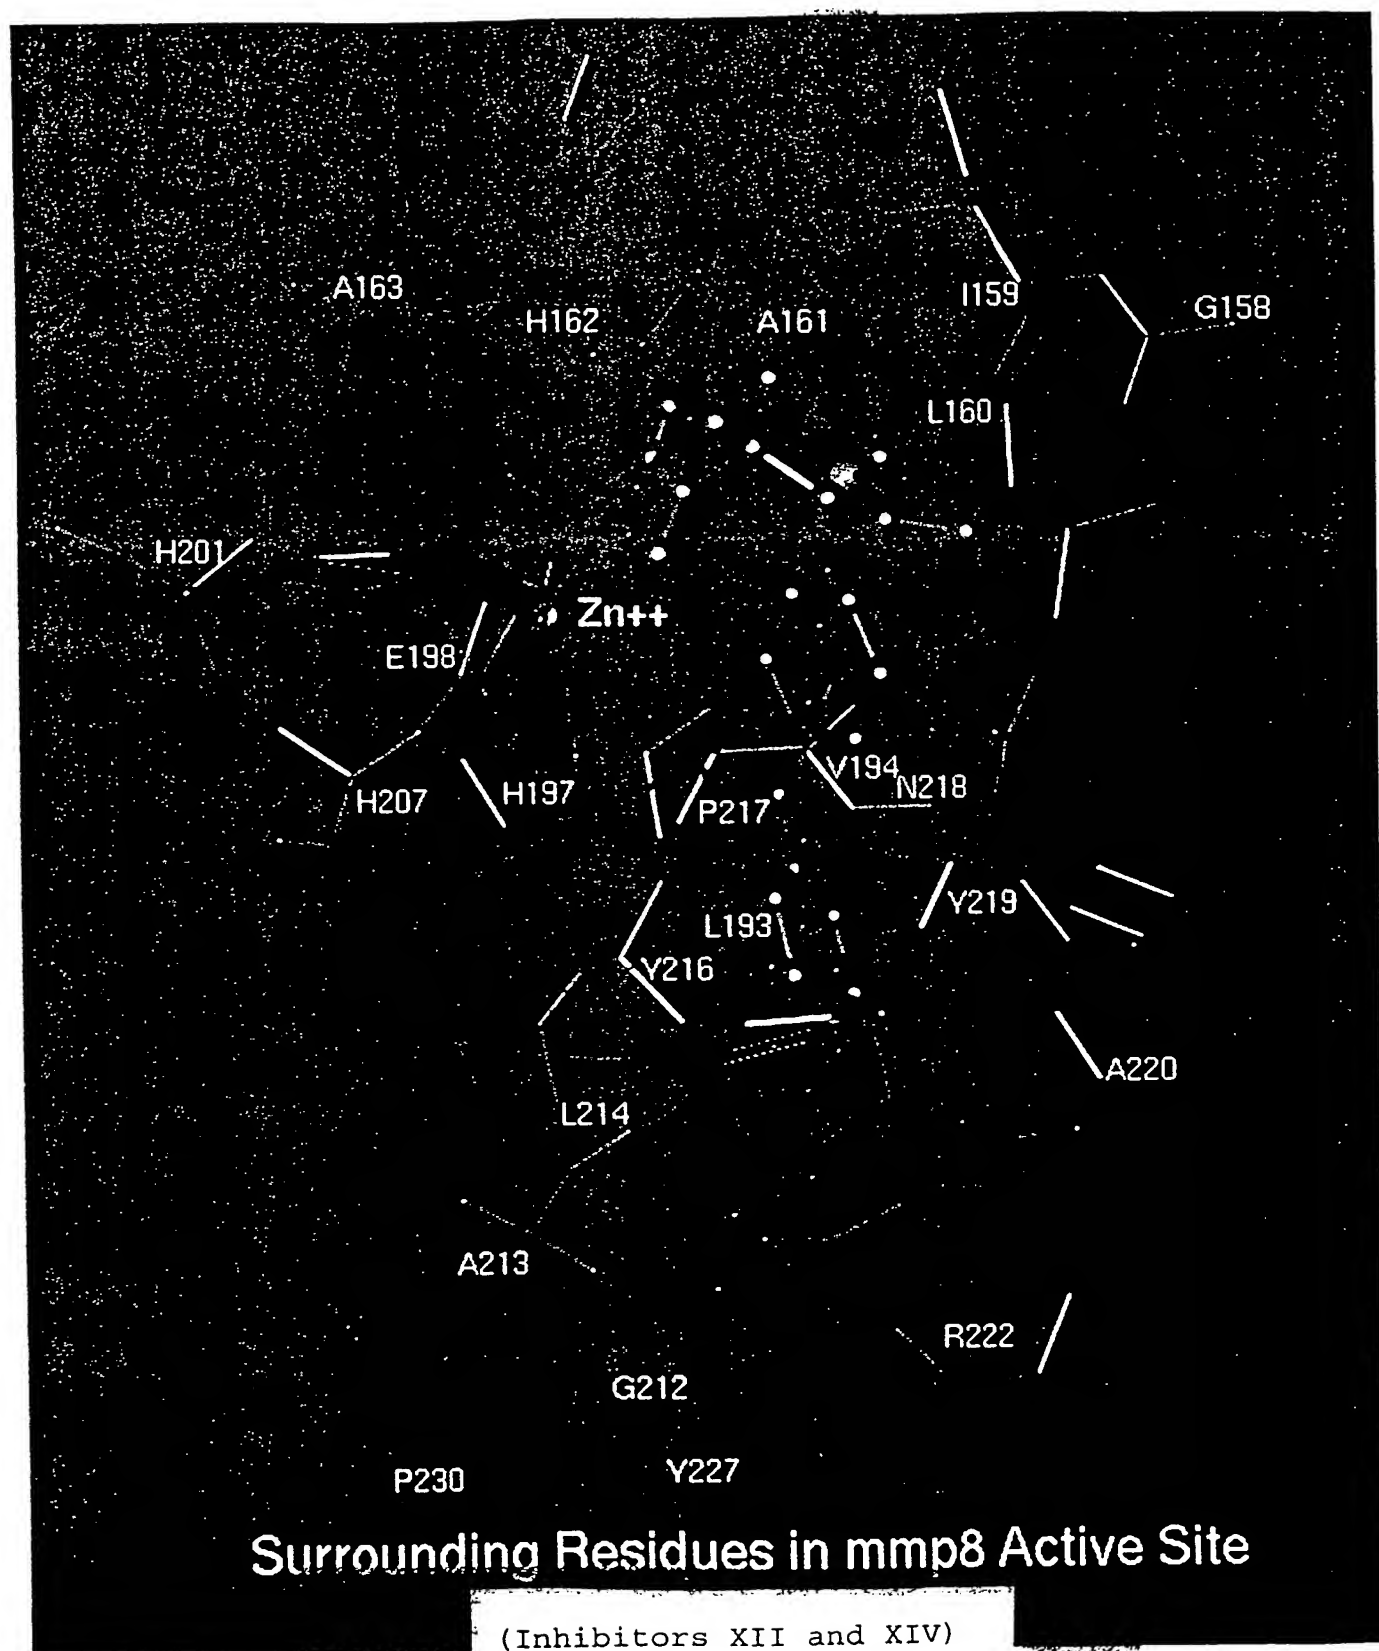 A163
H162
A161
I159
G158
L160
H201
Zn++
E198
H207
H197
P217
V194
N218
L193
Y219
Y216
A220
L214
A213
R222
G212
P230
Y227
Surrounding Residues in mmp8 Active Site
(Inhibitors XII and XIV)